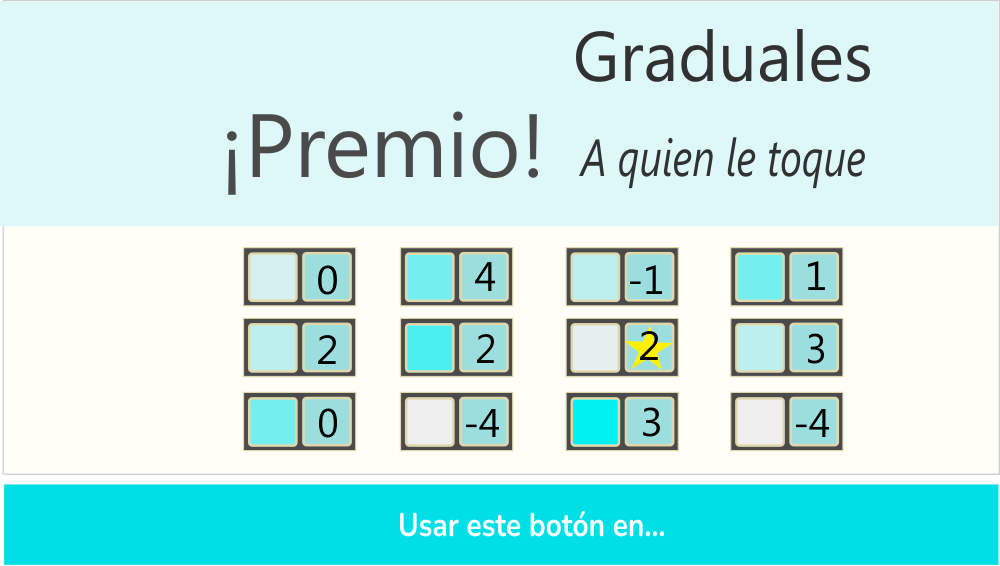 Graduales
¡Premio!
A quien le toque
0 4 -1 1
2 2 2 3
0 -4 3 -4
Usar este botón en...